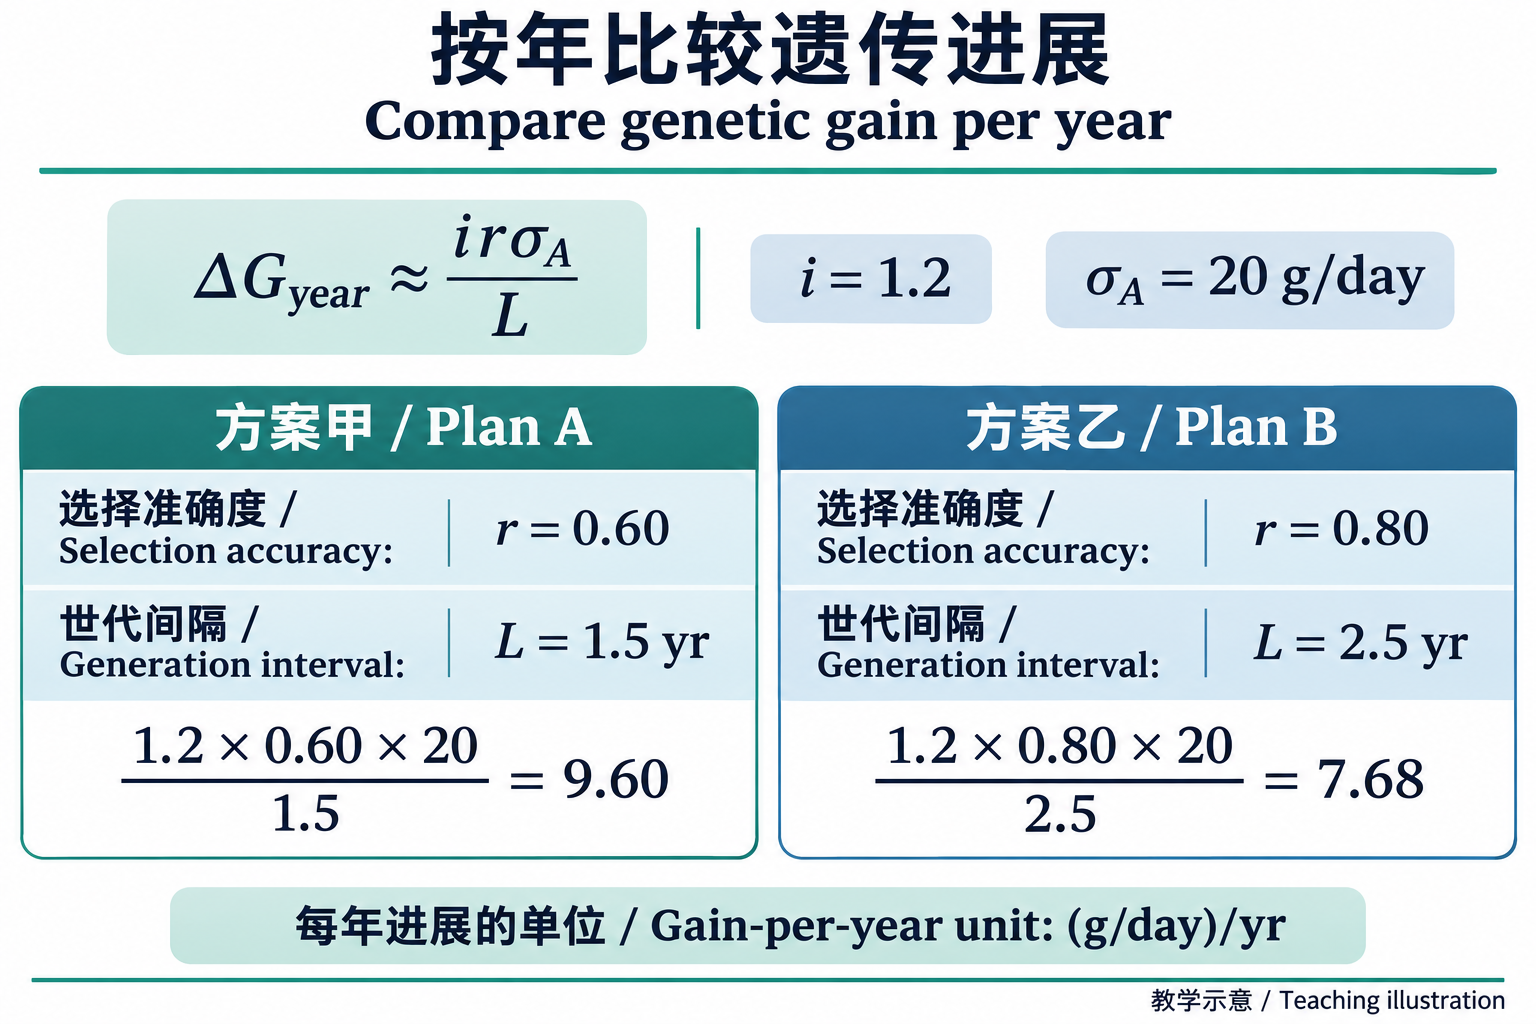 按年比较遗传进展
Compare genetic gain per year
ΔG_year ≈ i r σ_A / L
i = 1.2
σ_A = 20 g/day
方案甲 / Plan A
选择准确度 /
Selection accuracy:
r = 0.60
世代间隔 /
Generation interval:
L = 1.5 yr
1.2 × 0.60 × 20 / 1.5 = 9.60
方案乙 / Plan B
选择准确度 /
Selection accuracy:
r = 0.80
世代间隔 /
Generation interval:
L = 2.5 yr
1.2 × 0.80 × 20 / 2.5 = 7.68
每年进展的单位 / Gain-per-year unit: (g/day)/yr
教学示意 / Teaching illustration